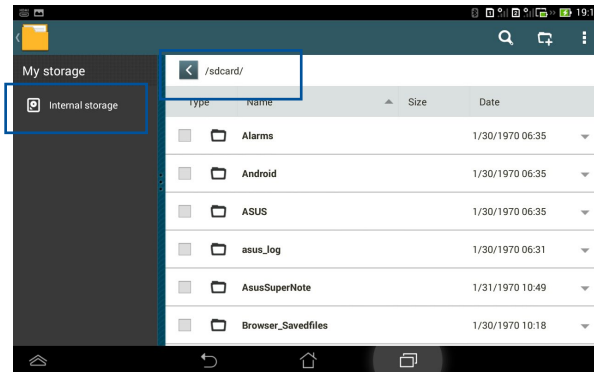 1 2 19:1
My storage
/sdcard/
Internal storage
Type Name Size Date
Alarms 1/30/1970 06:35
Android 1/30/1970 06:35
ASUS 1/30/1970 06:35
asus_log 1/30/1970 06:31
AsusSuperNote 1/31/1970 10:49
Browser_Savedfiles 1/30/1970 10:18